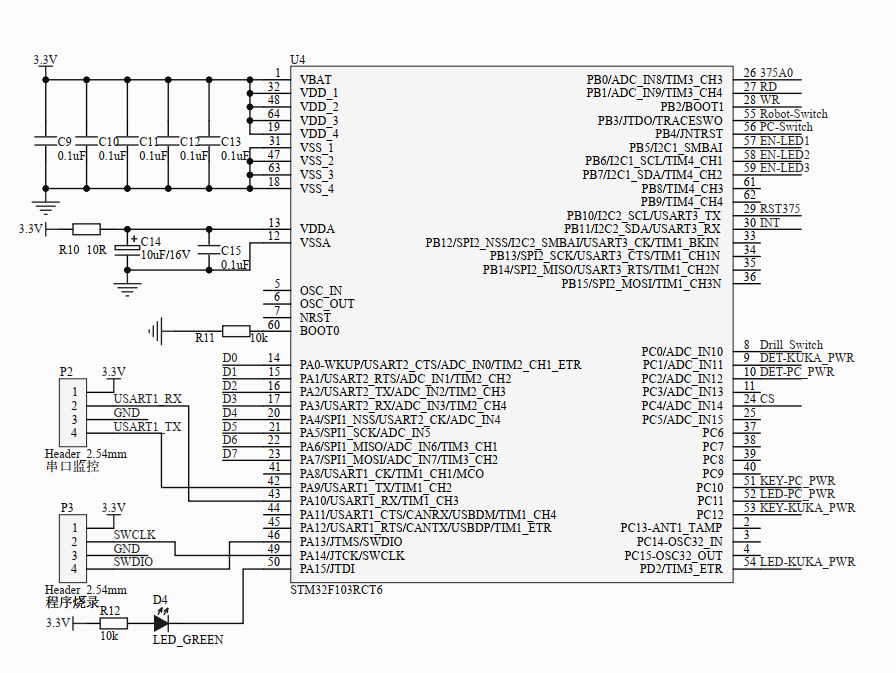 U4
3.3V
C9
0.1uF
C10
0.1uF
C11
0.1uF
C12
0.1uF
C13
0.1uF
3.3V
R10 10R
C14
10uF/16V
C15
0.1uF
R11
10k
1 VBAT
32 VDD_1
48 VDD_2
64 VDD_3
19 VDD_4
31 VSS_1
47 VSS_2
63 VSS_3
18 VSS_4
13 VDDA
12 VSSA
5 OSC_IN
6 OSC_OUT
7 NRST
60 BOOT0
D0 14 PA0-WKUP/USART2_CTS/ADC_IN0/TIM2_CH1_ETR
D1 15 PA1/USART2_RTS/ADC_IN1/TIM2_CH2
D2 16 PA2/USART2_TX/ADC_IN2/TIM2_CH3
D3 17 PA3/USART2_RX/ADC_IN3/TIM2_CH4
D4 20 PA4/SPI1_NSS/USART2_CK/ADC_IN4
D5 21 PA5/SPI1_SCK/ADC_IN5
D6 22 PA6/SPI1_MISO/ADC_IN6/TIM3_CH1
D7 23 PA7/SPI1_MOSI/ADC_IN7/TIM3_CH2
41 PA8/USART1_CK/TIM1_CH1/MCO
42 PA9/USART1_TX/TIM1_CH2
43 PA10/USART1_RX/TIM1_CH3
44 PA11/USART1_CTS/CANRX/USBDM/TIM1_CH4
45 PA12/USART1_RTS/CANTX/USBDP/TIM1_ETR
46 PA13/JTMS/SWDIO
49 PA14/JTCK/SWCLK
50 PA15/JTDI
PB0/ADC_IN8/TIM3_CH3 26 375A0
PB1/ADC_IN9/TIM3_CH4 27 RD
PB2/BOOT1 28 WR
PB3/JTDO/TRACESWO 55 Robot-Switch
PB4/JNTRST 56 PC-Switch
PB5/I2C1_SMBAI 57 EN-LED1
PB6/I2C1_SCL/TIM4_CH1 58 EN-LED2
PB7/I2C1_SDA/TIM4_CH2 59 EN-LED3
PB8/TIM4_CH3 61
PB9/TIM4_CH4 62
PB10/I2C2_SCL/USART3_TX 29 RST375
PB11/I2C2_SDA/USART3_RX 30 INT
PB12/SPI2_NSS/I2C2_SMBAI/USART3_CK/TIM1_BKIN 33
PB13/SPI2_SCK/USART3_CTS/TIM1_CH1N 34
PB14/SPI2_MISO/USART3_RTS/TIM1_CH2N 35
PB15/SPI2_MOSI/TIM1_CH3N 36
PC0/ADC_IN10 8 Drill_Switch
PC1/ADC_IN11 9 DET-KUKA_PWR
PC2/ADC_IN12 10 DET-PC_PWR
PC3/ADC_IN13 11
PC4/ADC_IN14 24 CS
PC5/ADC_IN15 25
PC6 37
PC7 38
PC8 39
PC9 40
PC10 51 KEY-PC_PWR
PC11 52 LED-PC_PWR
PC12 53 KEY-KUKA_PWR
PC13-ANT1_TAMP 2
PC14-OSC32_IN 3
PC15-OSC32_OUT 4
PD2/TIM3_ETR 54 LED-KUKA_PWR
STM32F103RCT6
P2
3.3V
1
2 USART1_RX
3 GND
4 USART1_TX
Header_2.54mm
串口监控
P3
3.3V
1
2 SWCLK
3 GND
4 SWDIO
Header_2.54mm
程序烧录
3.3V
R12
10k
D4
LED_GREEN